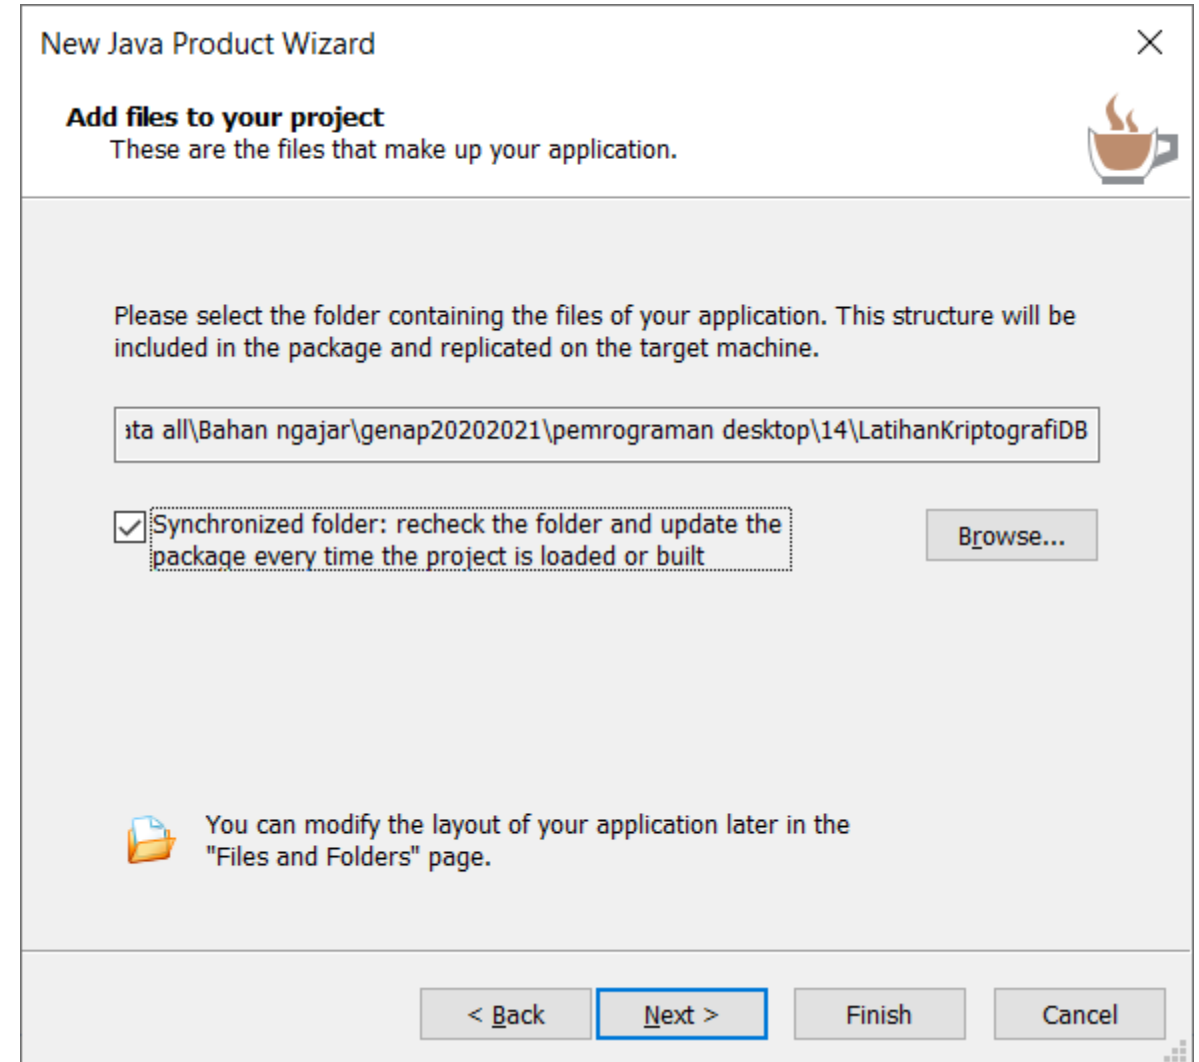 New Java Product Wizard
Add files to your project
These are the files that make up your application.
Please select the folder containing the files of your application. This structure will be
included in the package and replicated on the target machine.
ata all\Bahan ngajar\genap20202021\pemrograman desktop\14\LatihanKriptografiDB
Synchronized folder: recheck the folder and update the
package every time the project is loaded or built
Browse...
You can modify the layout of your application later in the
"Files and Folders" page.
< Back
Next >
Finish
Cancel